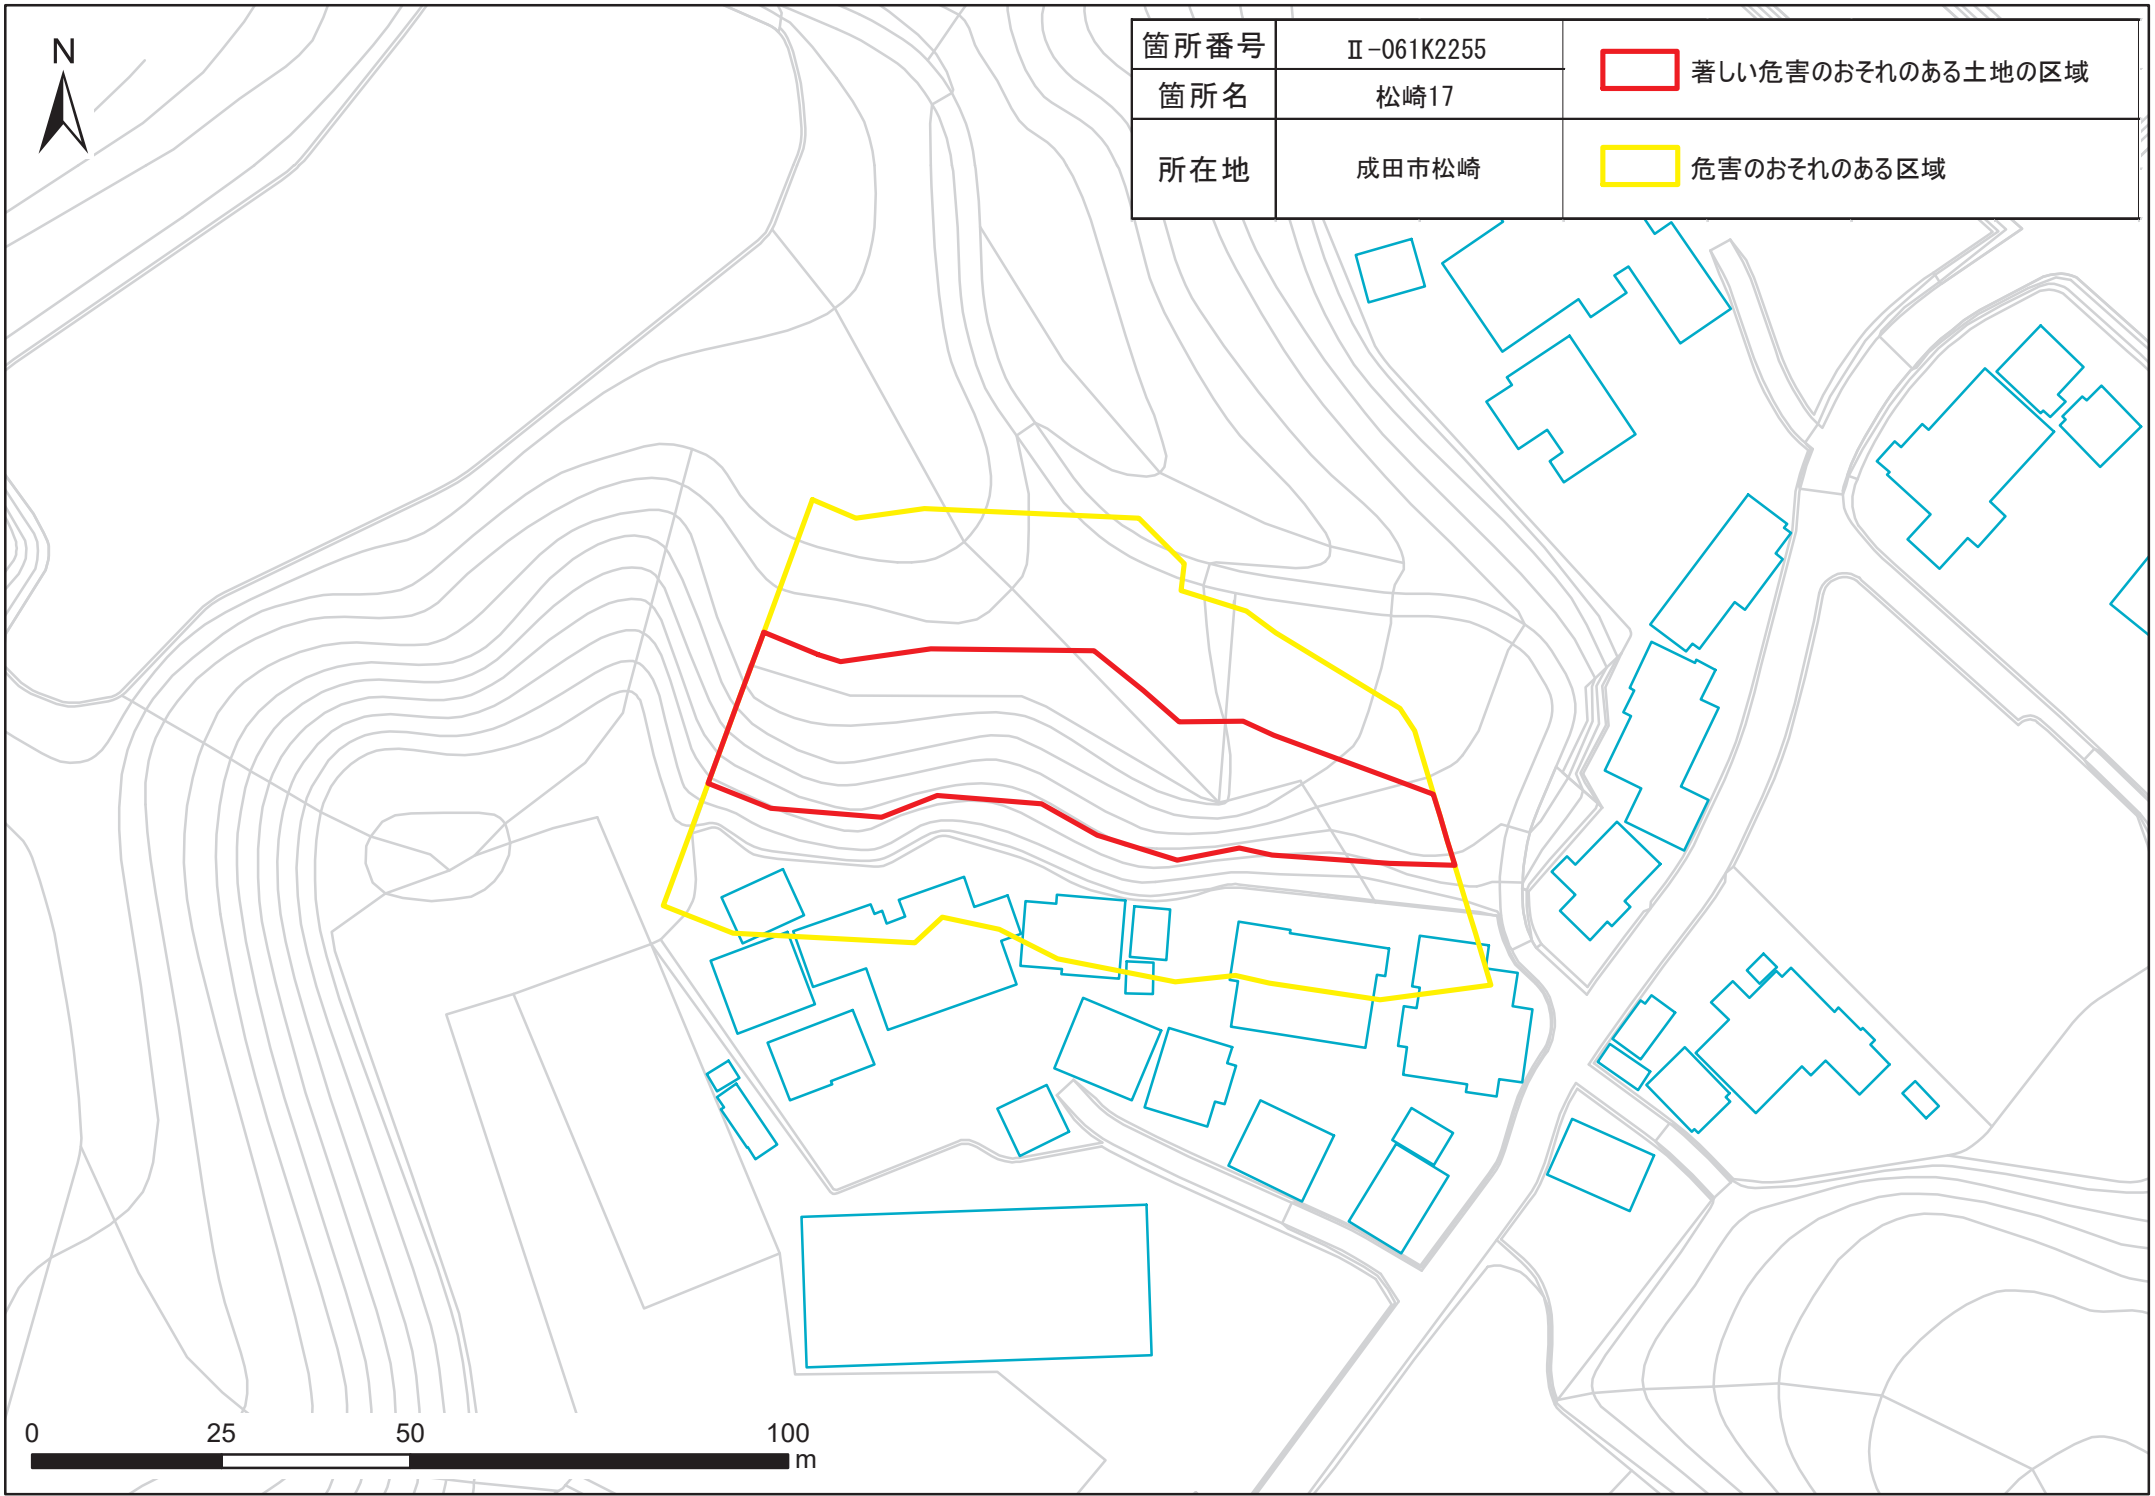 N
箇所番号 Ⅱ-061K2255
著しい危害のおそれのある土地の区域
箇所名 松崎17
所在地 成田市松崎
危害のおそれのある区域
0 25 50 100
m